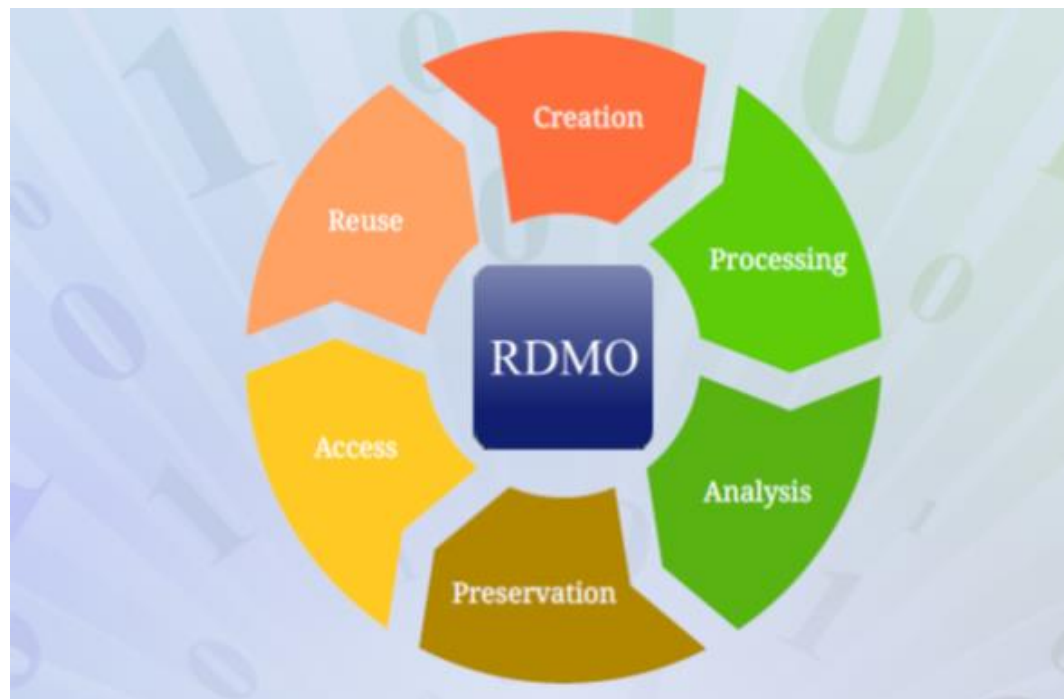 Creation
Processing
Analysis
Preservation
Access
Reuse
RDMO